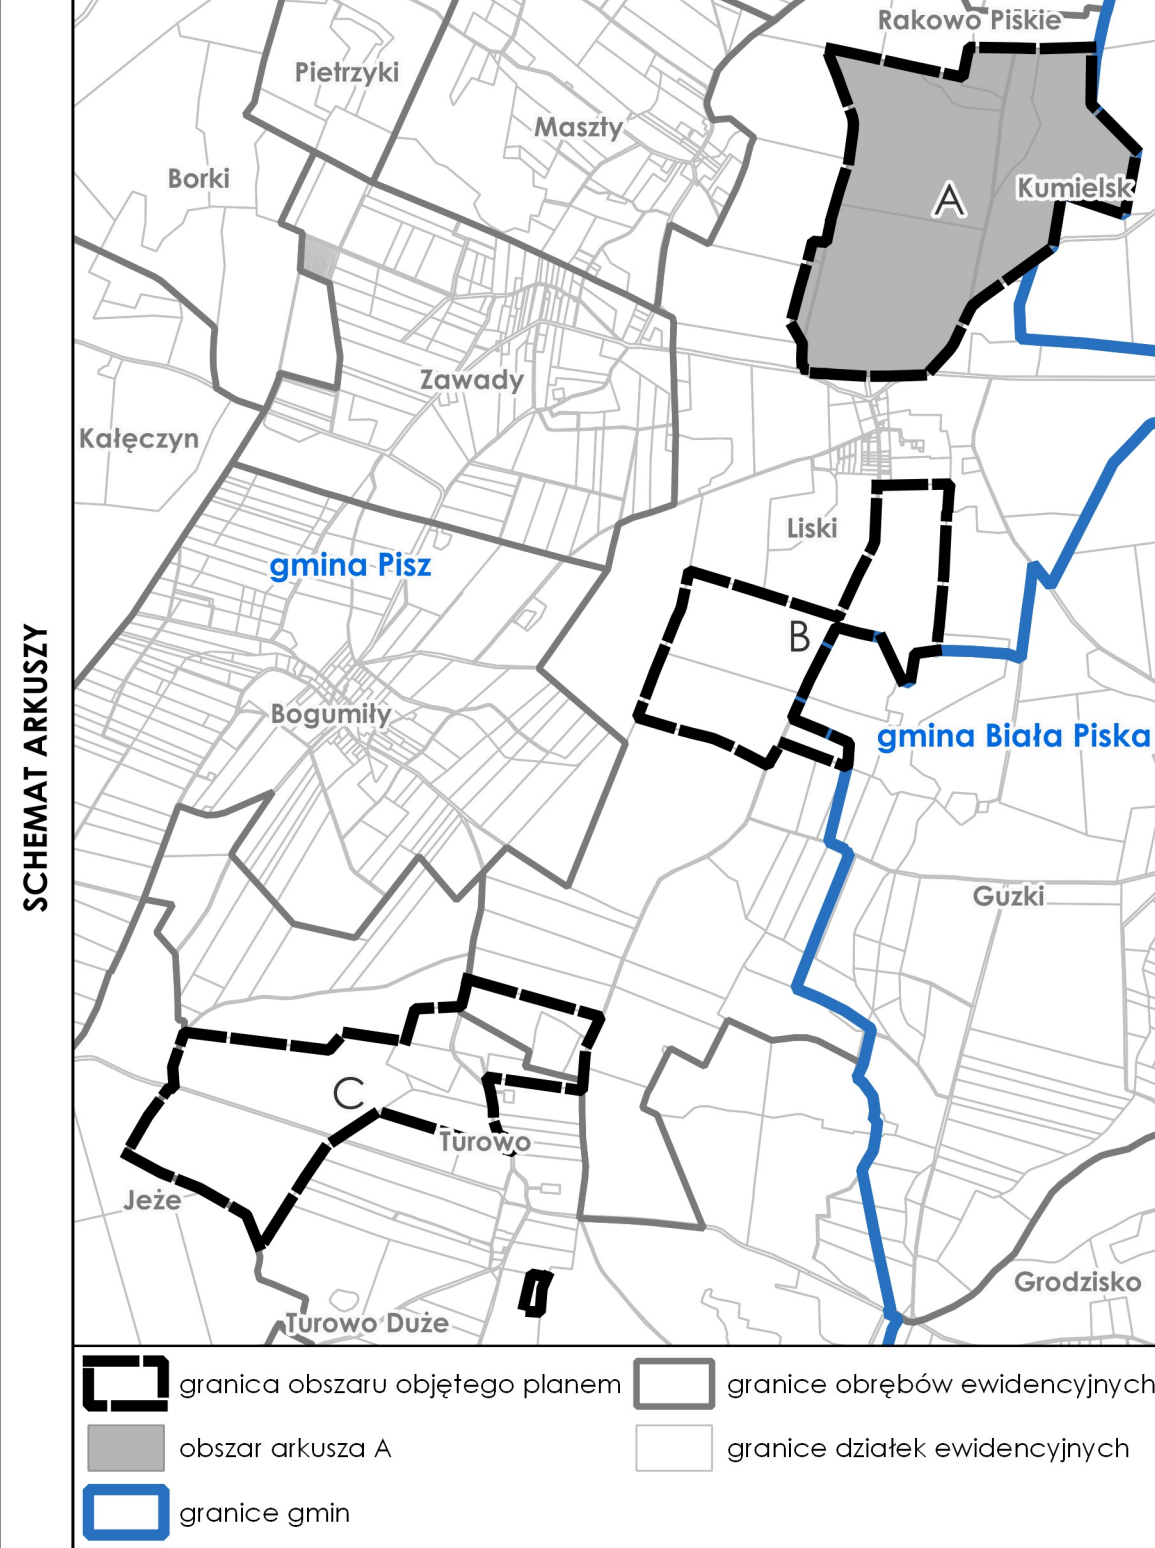 SCHEMAT ARKUSZY
Rakowo Piskie
Pietrzyki
Maszty
Borki
A
Kumielsk
Zawady
Kałęczyn
Liski
gmina Pisz
B
Bogumiły
gmina Biała Piska
Guzki
C
Turowo
Jeże
Grodzisko
Turowo Duże
granica obszaru objętego planem
granice obrębów ewidencyjnych
obszar arkusza A
granice działek ewidencyjnych
granice gmin